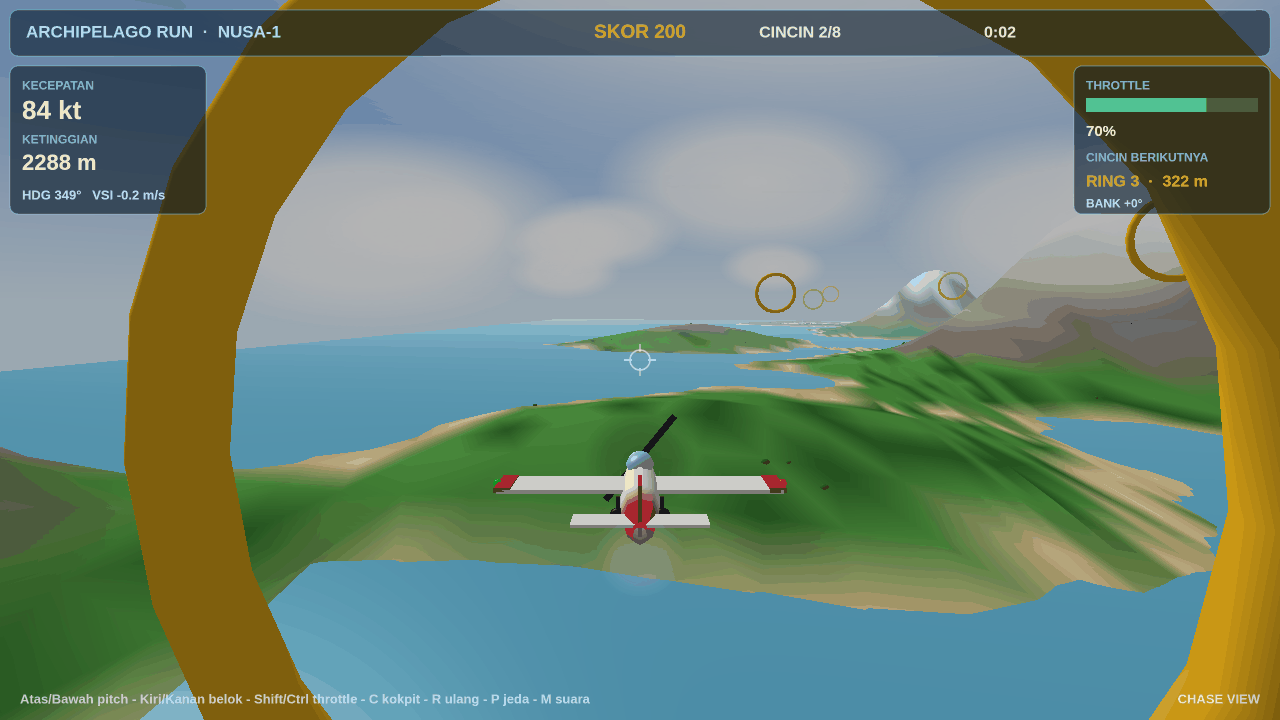 ARCHIPELAGO RUN · NUSA-1
SKOR 200
CINCIN 2/8
0:02
KECEPATAN
84 kt
KETINGGIAN
2288 m
HDG 349° VSI -0.2 m/s
THROTTLE
70%
CINCIN BERIKUTNYA
RING 3 · 322 m
BANK +0°
Atas/Bawah pitch - Kiri/Kanan belok - Shift/Ctrl throttle - C kokpit - R ulang - P jeda - M suara
CHASE VIEW